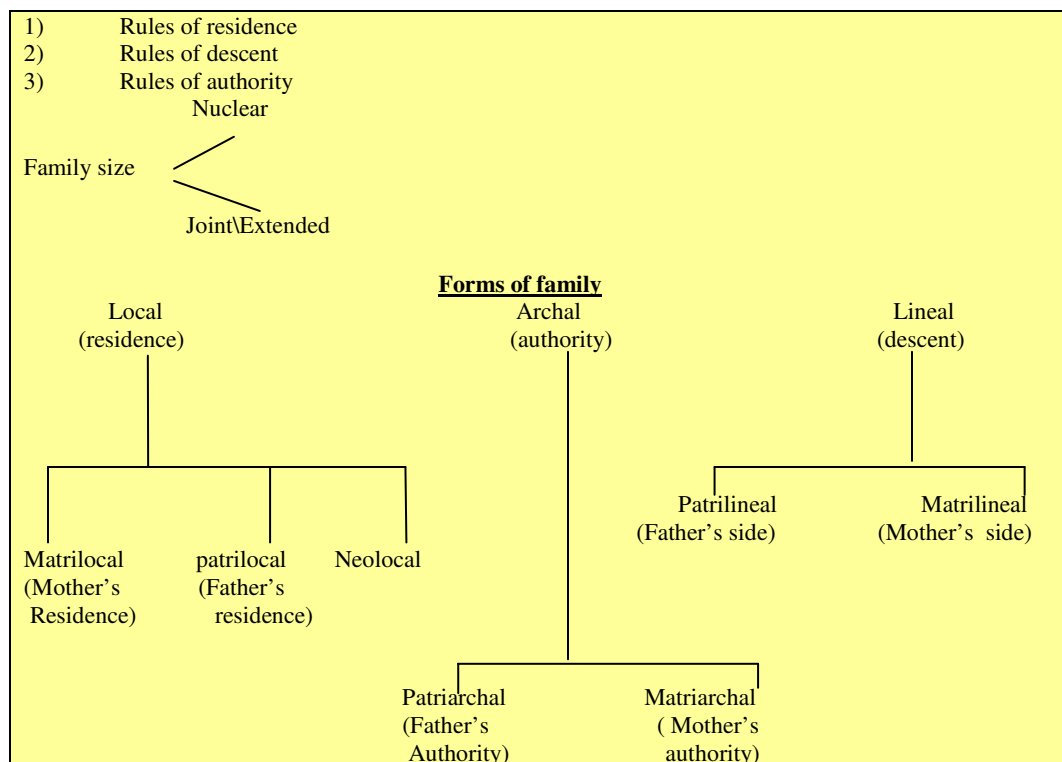 1) Rules of residence
2) Rules of descent
3) Rules of authority
Nuclear
Family size
Joint\Extended
Forms of family
Local Archal Lineal
(residence) (authority) (descent)
Patrilineal Matrilineal
(Father’s side) (Mother’s side)
Matrilocal patrilocal Neolocal
(Mother’s (Father’s
Residence) residence)
Patriarchal Matriarchal
(Father’s ( Mother’s
Authority) authority)